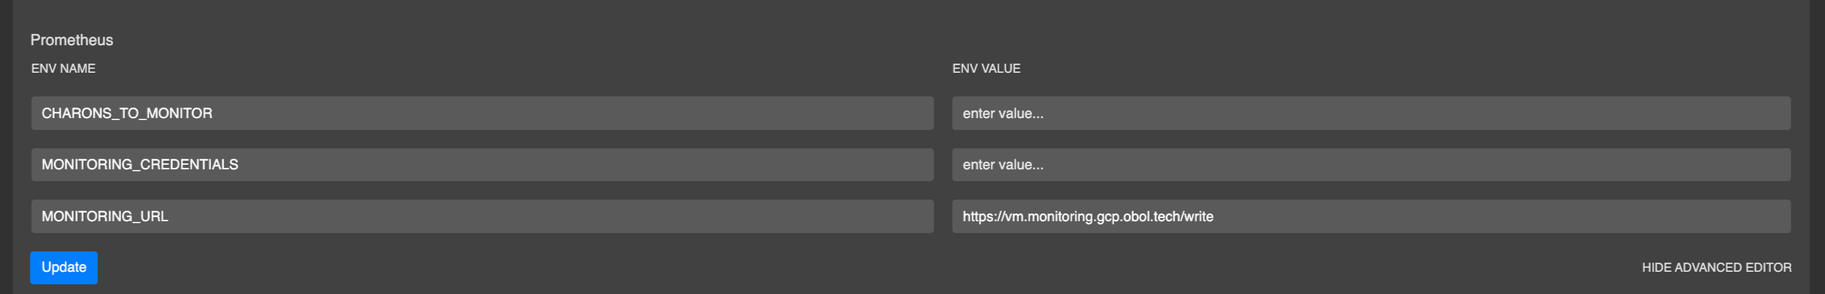 Prometheus
ENV NAME ENV VALUE
CHARONS_TO_MONITOR enter value...
MONITORING_CREDENTIALS enter value...
MONITORING_URL https://vm.monitoring.gcp.obol.tech/write
Update HIDE ADVANCED EDITOR